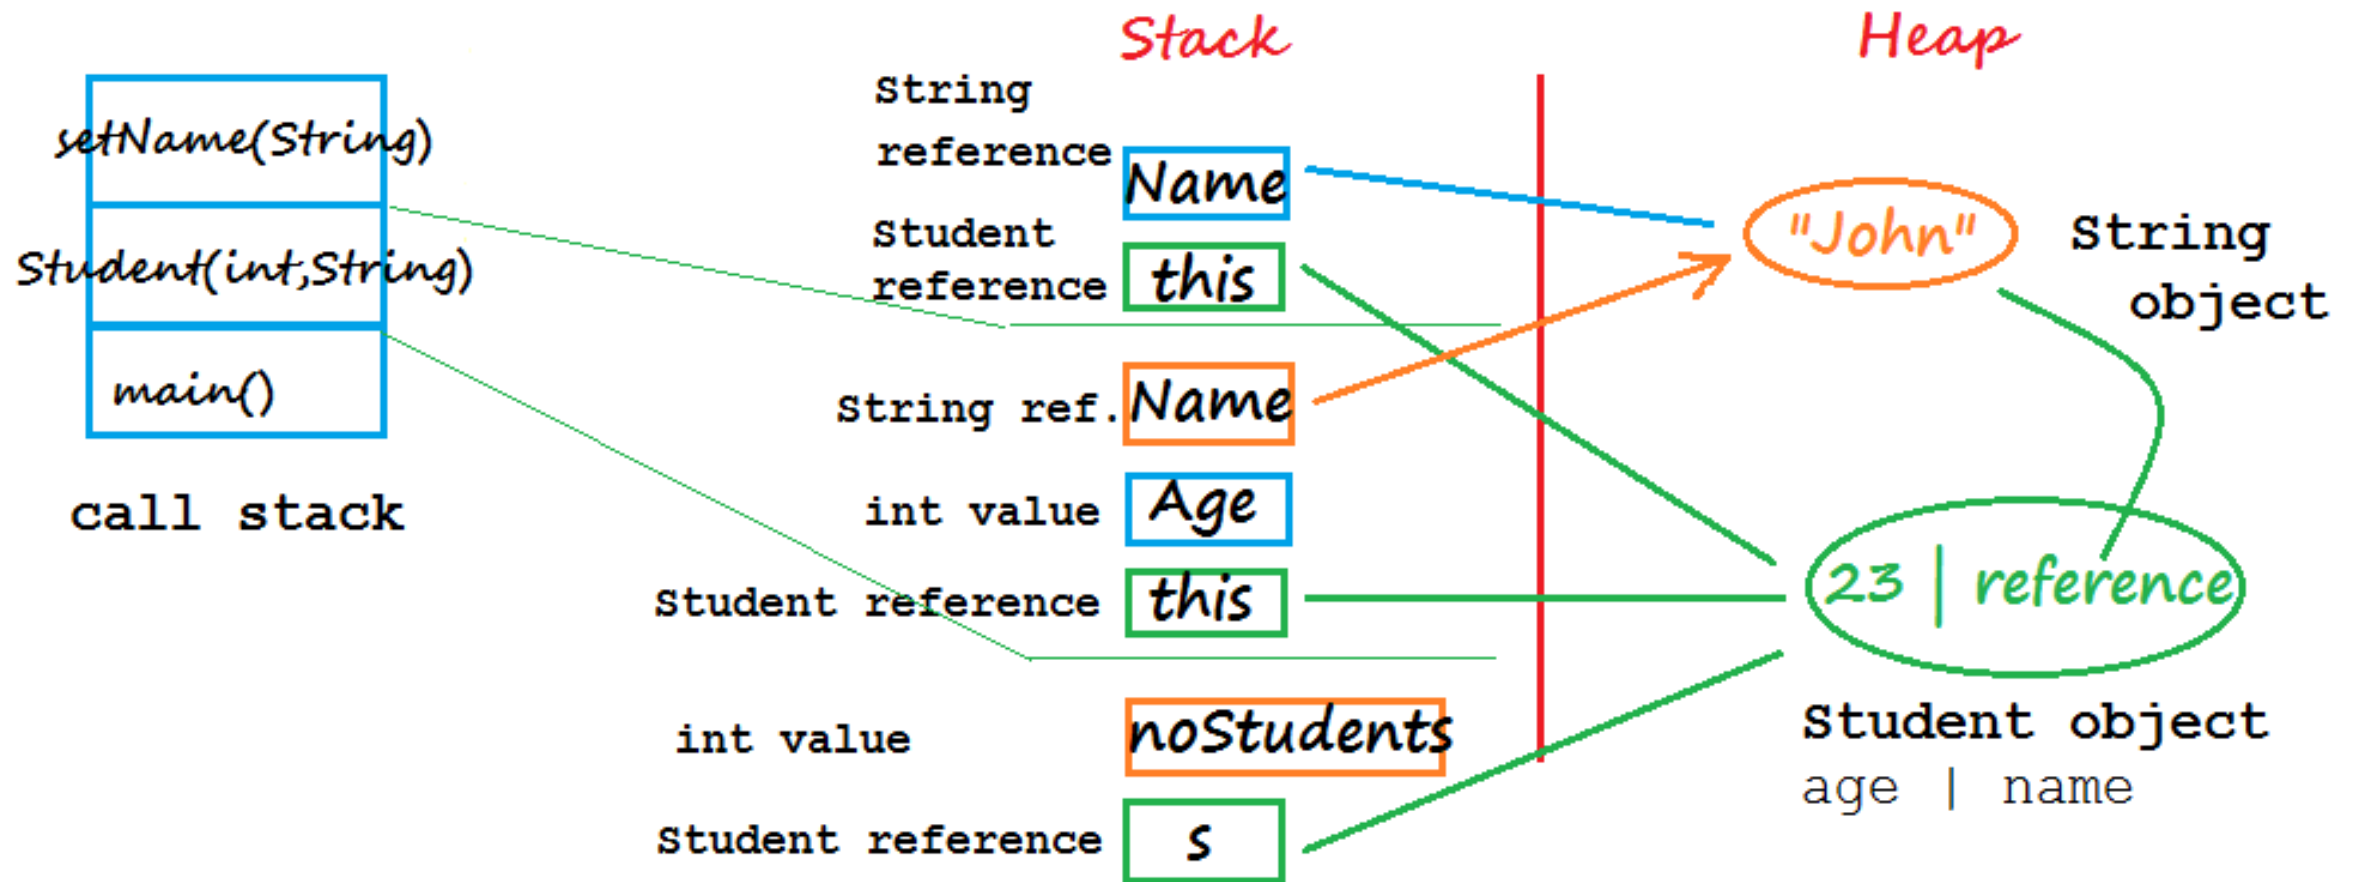 Stack
Heap
setName(String)
Student(int,String)
main()
call stack
String
reference
Name
Student
reference
this
String ref.
Name
int value
Age
Student reference
this
int value
noStudents
Student reference
s
"John"
String
object
23 | reference
Student object
age | name